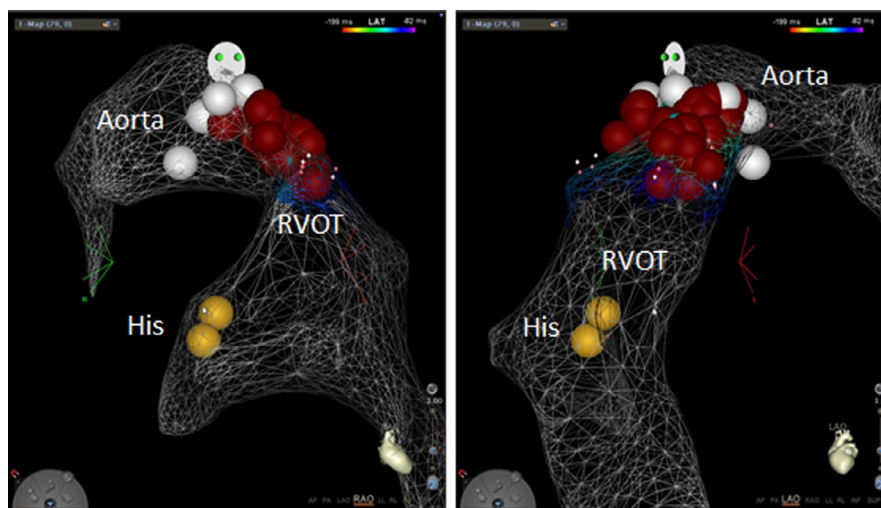 1-Map (79, 0)
-199 ms LAT -82 ms
Aorta
RVOT
His
R
1.00
AP PA LAO RAO LL RL
1-Map (79, 0)
-199 ms LAT -82 ms
Aorta
RVOT
His
L
LAO
AP PA LAO RAO LL RL INF SUP